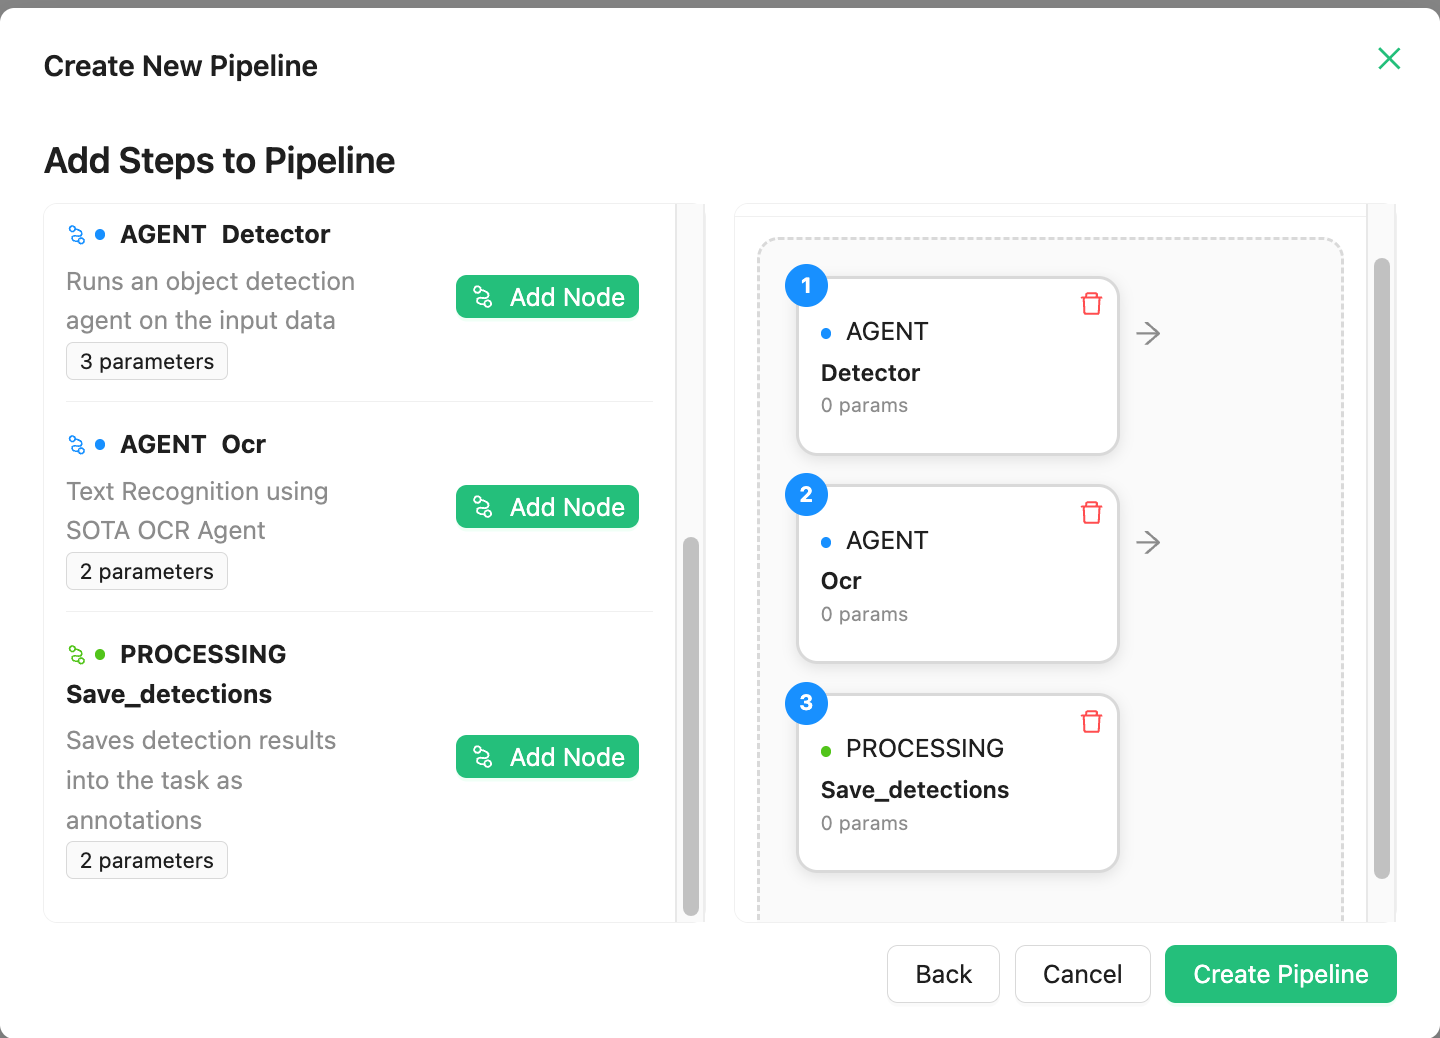 Create New Pipeline
Add Steps to Pipeline
AGENT Detector
Runs an object detection
agent on the input data
Add Node
3 parameters
AGENT Ocr
Text Recognition using
SOTA OCR Agent
Add Node
2 parameters
PROCESSING
Save_detections
Saves detection results
into the task as
annotations
Add Node
2 parameters
1
AGENT
Detector
0 params
2
AGENT
Ocr
0 params
3
PROCESSING
Save_detections
0 params
Back
Cancel
Create Pipeline